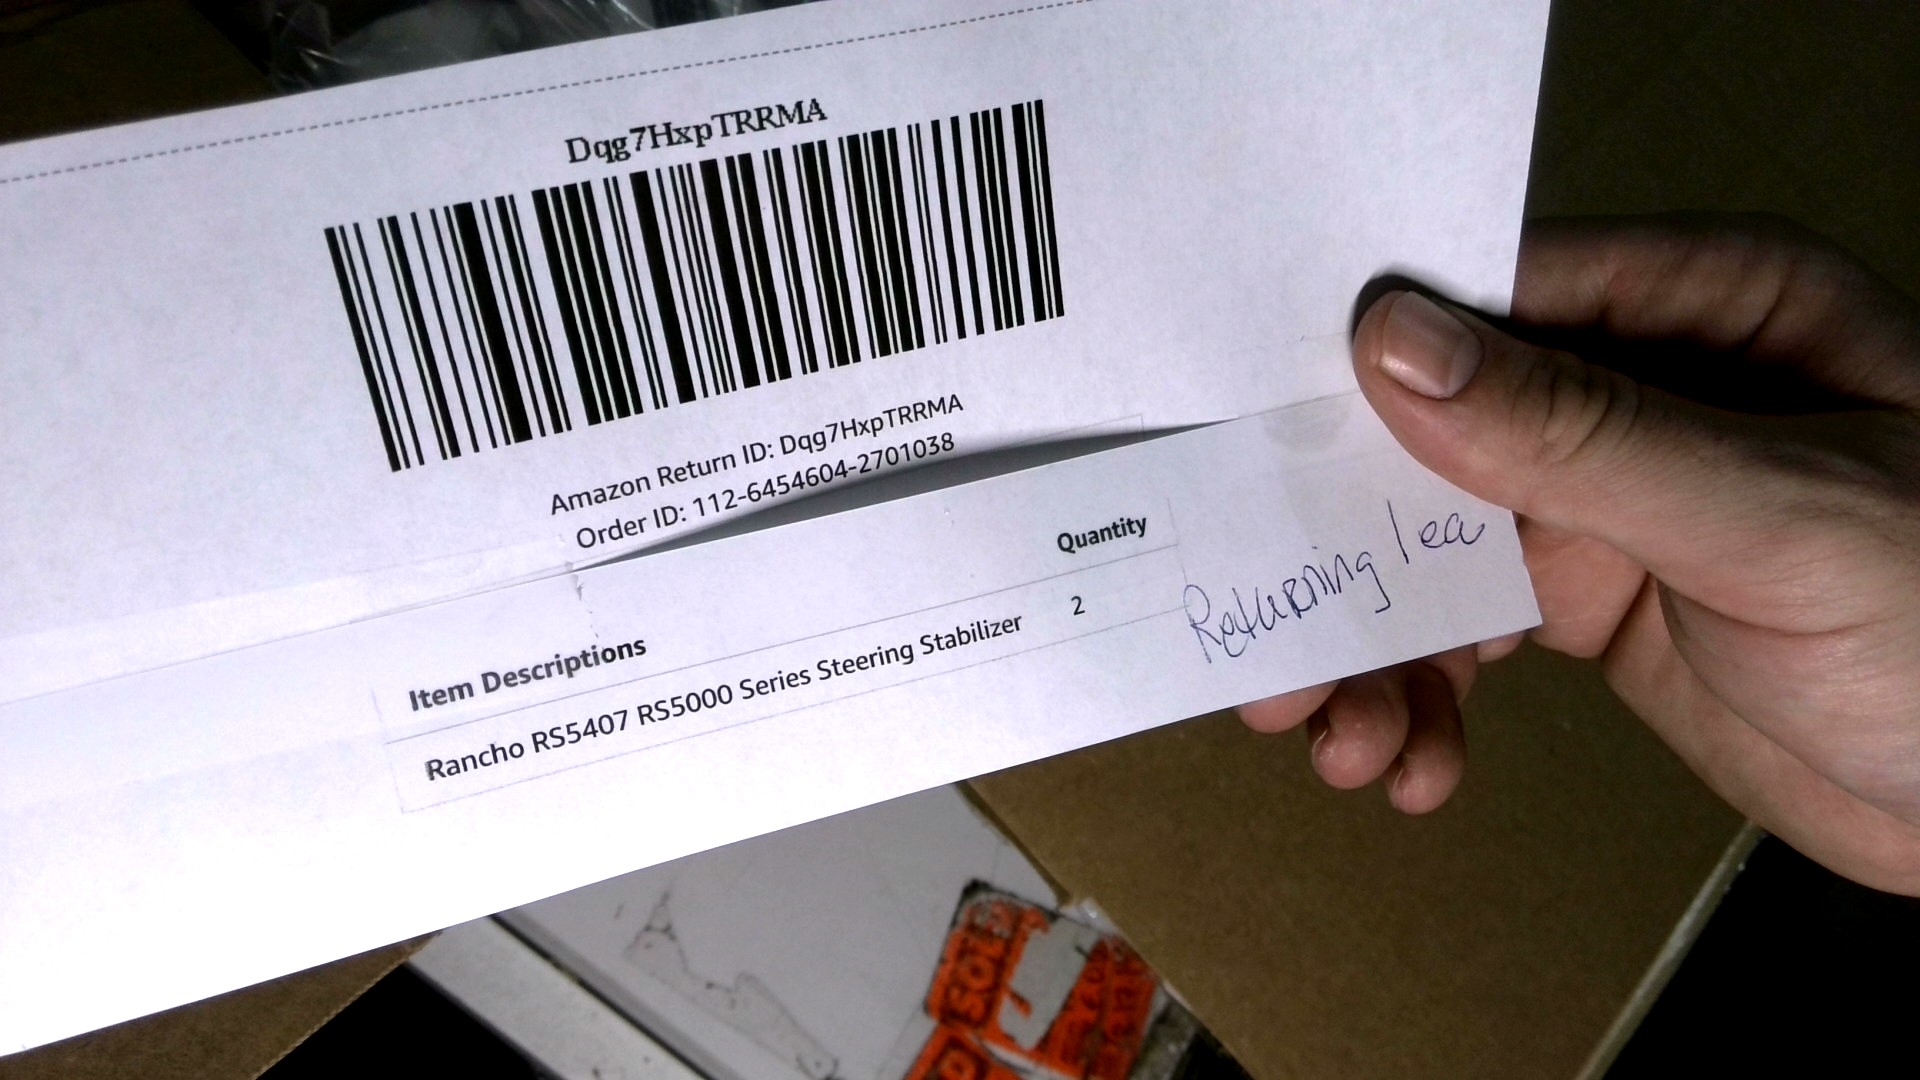 Dqg7HxpTRRMA
Amazon Return ID: Dqg7HxpTRRMA
Order ID: 112-6454604-2701038
Item Descriptions Quantity
Rancho RS5407 RS5000 Series Steering Stabilizer 2
Returning 1 ea